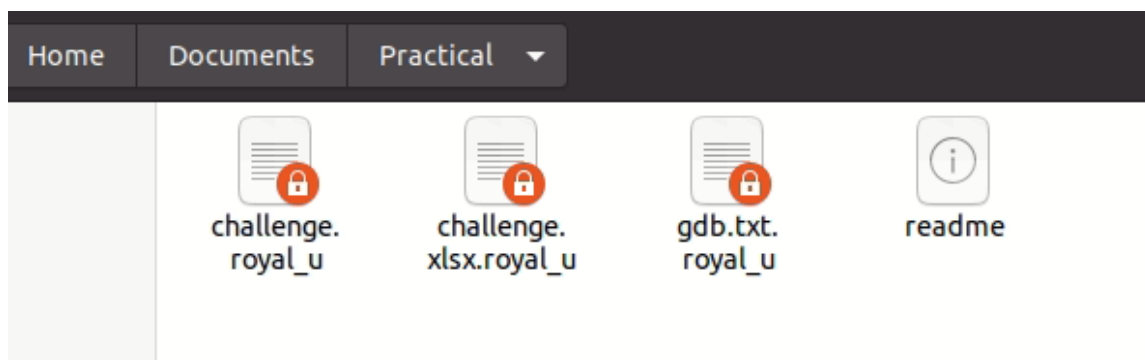 Home Documents Practical
challenge.
royal_u
challenge.
xlsx.royal_u
gdb.txt.
royal_u
readme